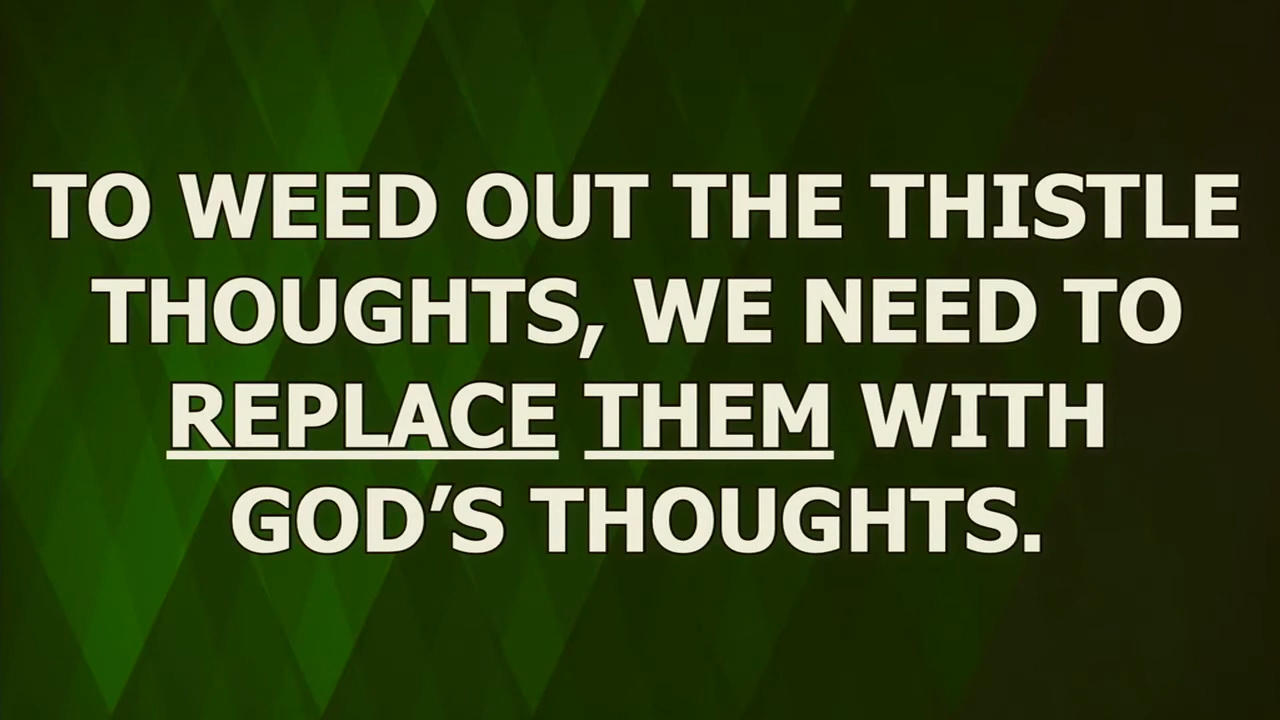 TO WEED OUT THE THISTLE
THOUGHTS, WE NEED TO
REPLACE THEM WITH
GOD’S THOUGHTS.